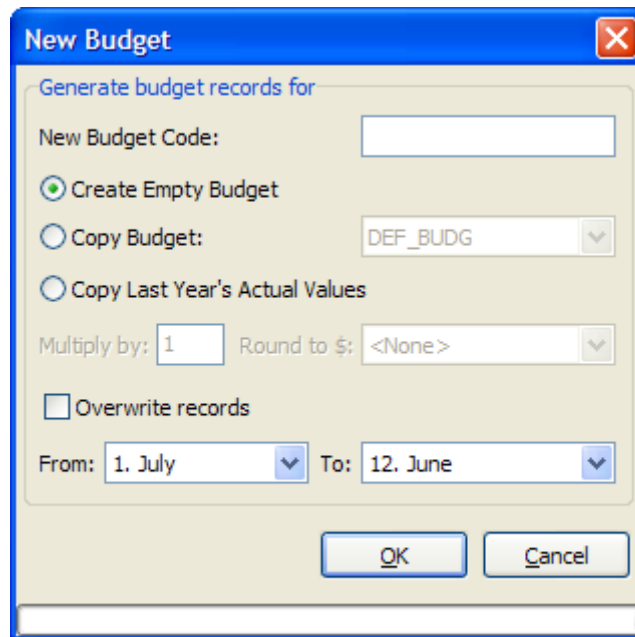 New Budget
Generate budget records for
New Budget Code:
Create Empty Budget
Copy Budget: DEF_BUDG
Copy Last Year's Actual Values
Multiply by: 1 Round to $: <None>
Overwrite records
From: 1. July To: 12. June
OK Cancel